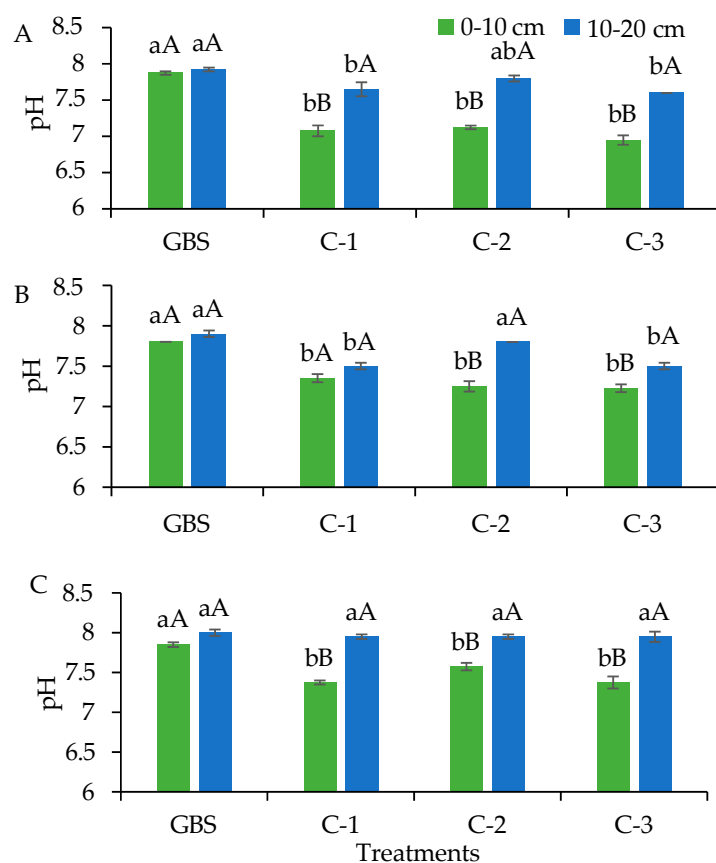 A
8.5
0-10 cm
10-20 cm
aA
aA
bB
bA
bB
abA
bB
bA
8
7.5
7
6.5
6
pH
GBS
C-1
C-2
C-3
B
8.5
aA
aA
bA
bA
bB
aA
bB
bA
8
7.5
7
6.5
6
pH
GBS
C-1
C-2
C-3
C
8.5
aA
aA
bB
aA
bB
aA
bB
aA
8
7.5
7
6.5
6
pH
GBS
C-1
C-2
C-3
Treatments